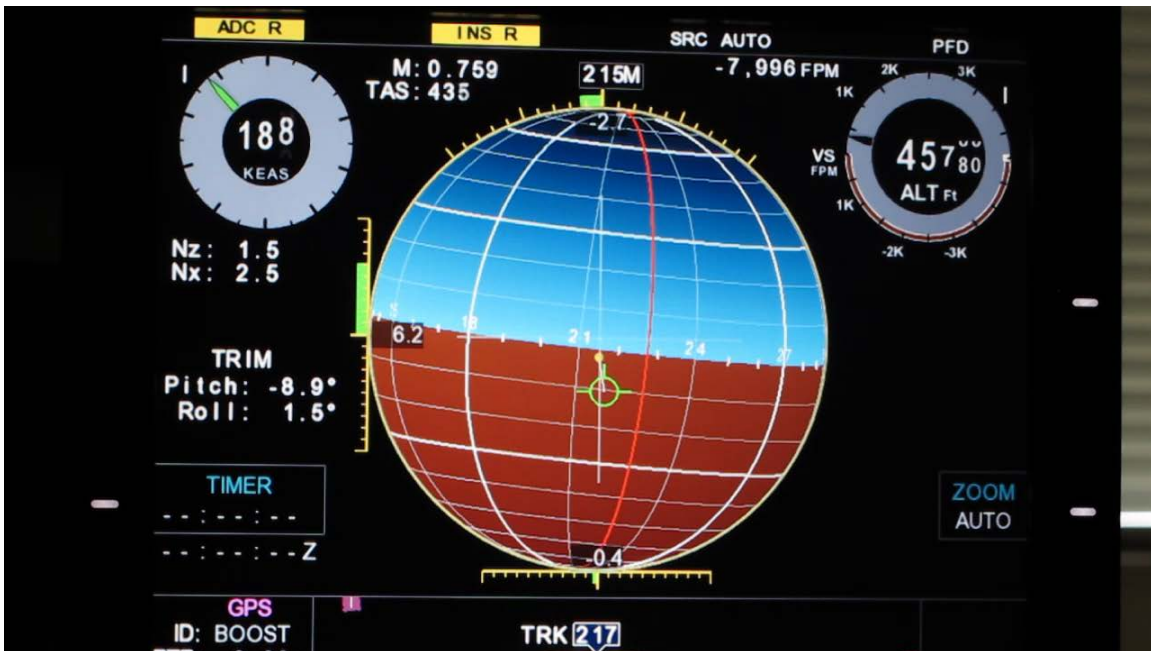 ADC R
INS R
SRC AUTO
PFD
M: 0.759
TAS: 435
215M
-7,996 FPM
2K
3K
1K
188
KEAS
-2.7
VS
FPM
457
80
ALT Ft
1K
-2K
-3K
Nz: 1.5
Nx: 2.5
6.2
18
21
24
27
TRIM
Pitch: -8.9°
Roll: 1.5°
TIMER
--:--:--
--:--:-- Z
ZOOM
AUTO
-0.4
GPS
ID: BOOST
TRK 217